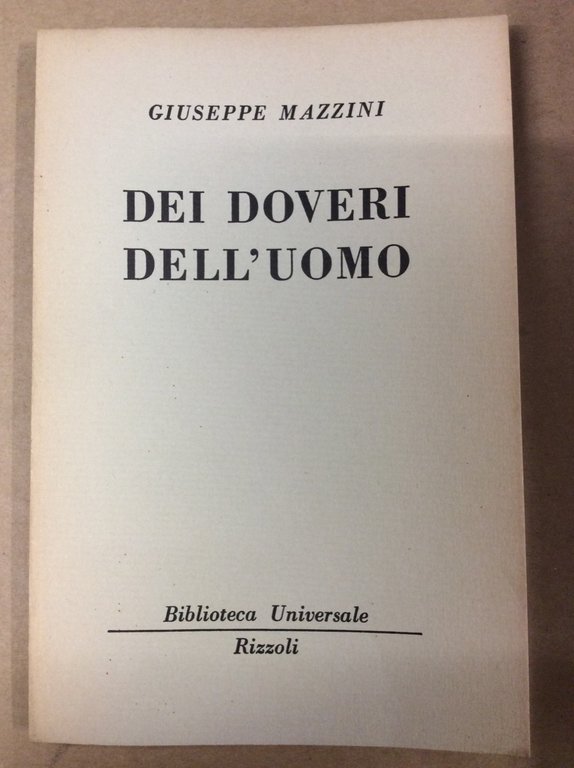 GIUSEPPE MAZZINI
DEI DOVERI
DELL'UOMO
Biblioteca Universale
Rizzoli